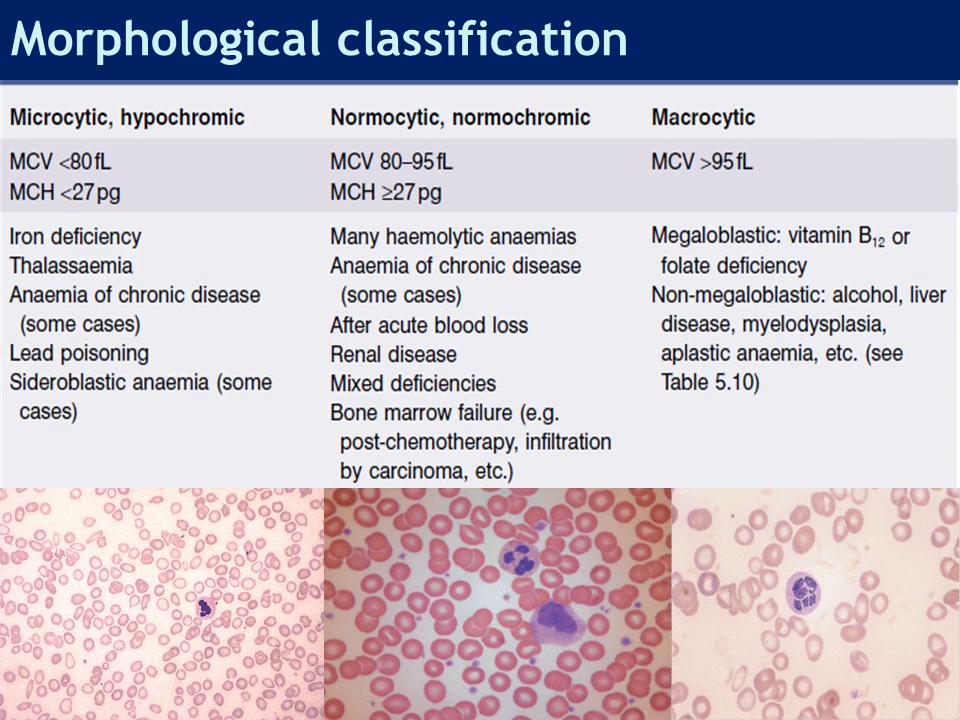 Morphological classification
Microcytic, hypochromic
MCV <80 fL
MCH <27 pg
Iron deficiency
Thalassaemia
Anaemia of chronic disease
(some cases)
Lead poisoning
Sideroblastic anaemia (some
cases)
Normocytic, normochromic
MCV 80–95 fL
MCH ≥27 pg
Many haemolytic anaemias
Anaemia of chronic disease
(some cases)
After acute blood loss
Renal disease
Mixed deficiencies
Bone marrow failure (e.g.
post-chemotherapy, infiltration
by carcinoma, etc.)
Macrocytic
MCV >95 fL
Megaloblastic: vitamin B₁₂ or
folate deficiency
Non-megaloblastic: alcohol, liver
disease, myelodysplasia,
aplastic anaemia, etc. (see
Table 5.10)